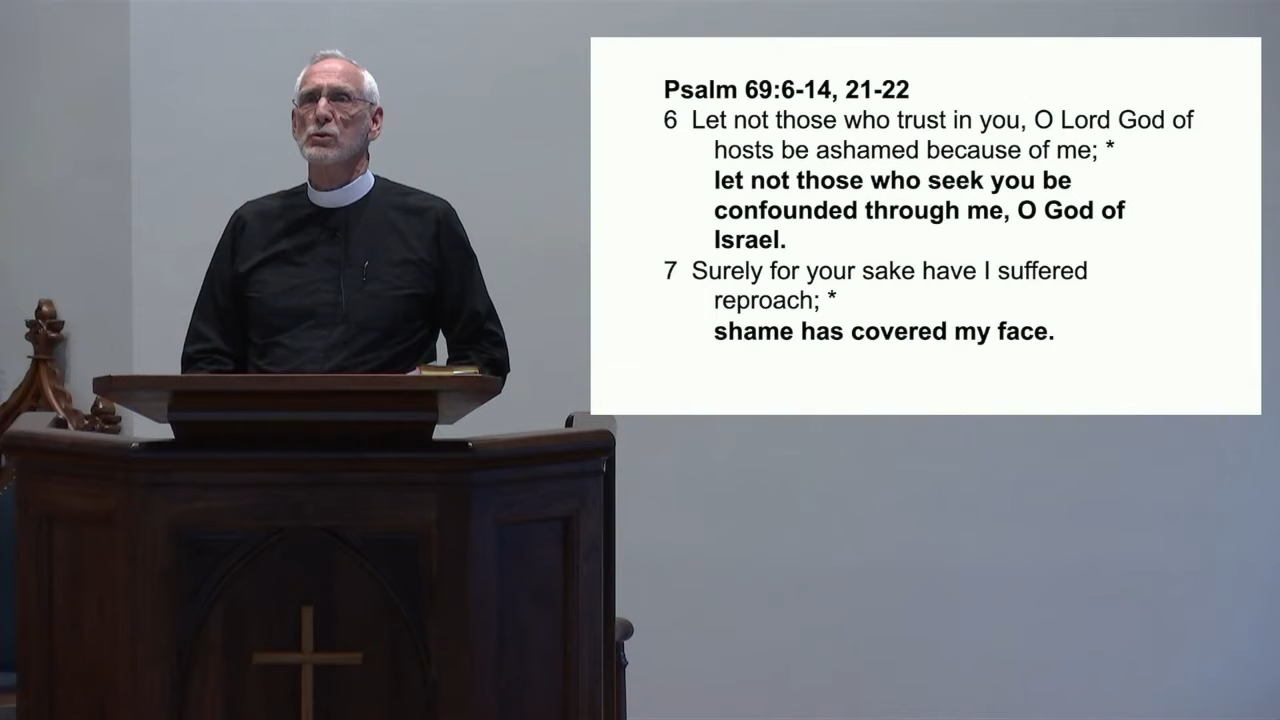 Psalm 69:6-14, 21-22
6 Let not those who trust in you, O Lord God of
hosts be ashamed because of me; *
let not those who seek you be
confounded through me, O God of
Israel.
7 Surely for your sake have I suffered
reproach; *
shame has covered my face.